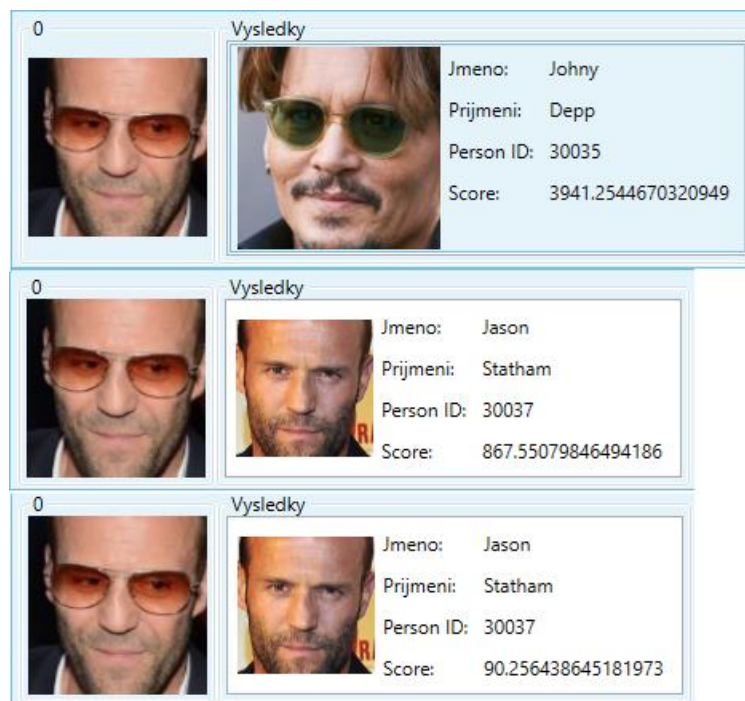 0
Vysledky
Jmeno: Johny
Prijmeni: Depp
Person ID: 30035
Score: 3941.2544670320949
0
Vysledky
Jmeno: Jason
Prijmeni: Statham
Person ID: 30037
Score: 867.55079846494186
0
Vysledky
Jmeno: Jason
Prijmeni: Statham
Person ID: 30037
Score: 90.256438645181973